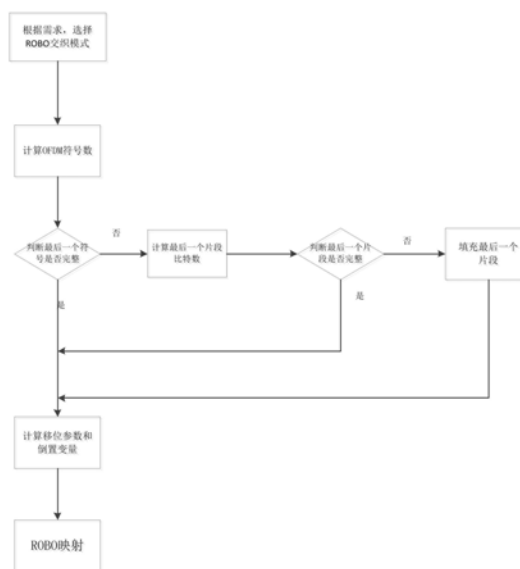 根据需求，选择
ROBO交织模式
计算OFDM符号数
判断最后一个符
号是否完整
否
计算最后一个片段
比特数
判断最后一个片
段是否完整
否
填充最后一个
片段
是
是
计算移位参数和
倒置变量
ROBO映射